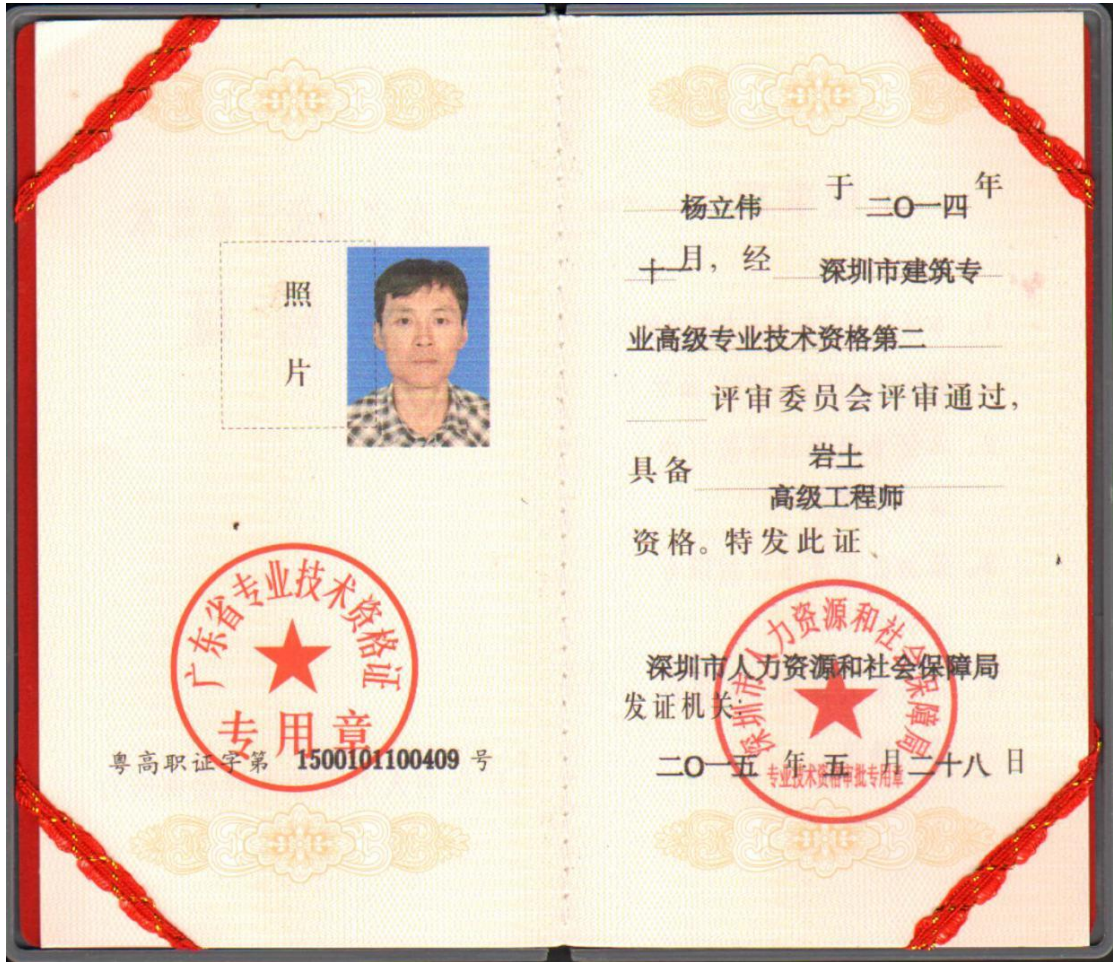 照
片
广东省专业技术资格证
专用章
粤高职证字第 1500101100409 号
杨立伟 于 二O一四 年
十 月，经 深圳市建筑专
业高级专业技术资格第二
评审委员会评审通过，
具备 岩土
高级工程师
资格。特发此证
深圳市人力资源和社会保障局
深圳市人力资源和社会保障局
发证机关：
二O一五 年 五 月 二十八 日
专业技术资格审批专用章